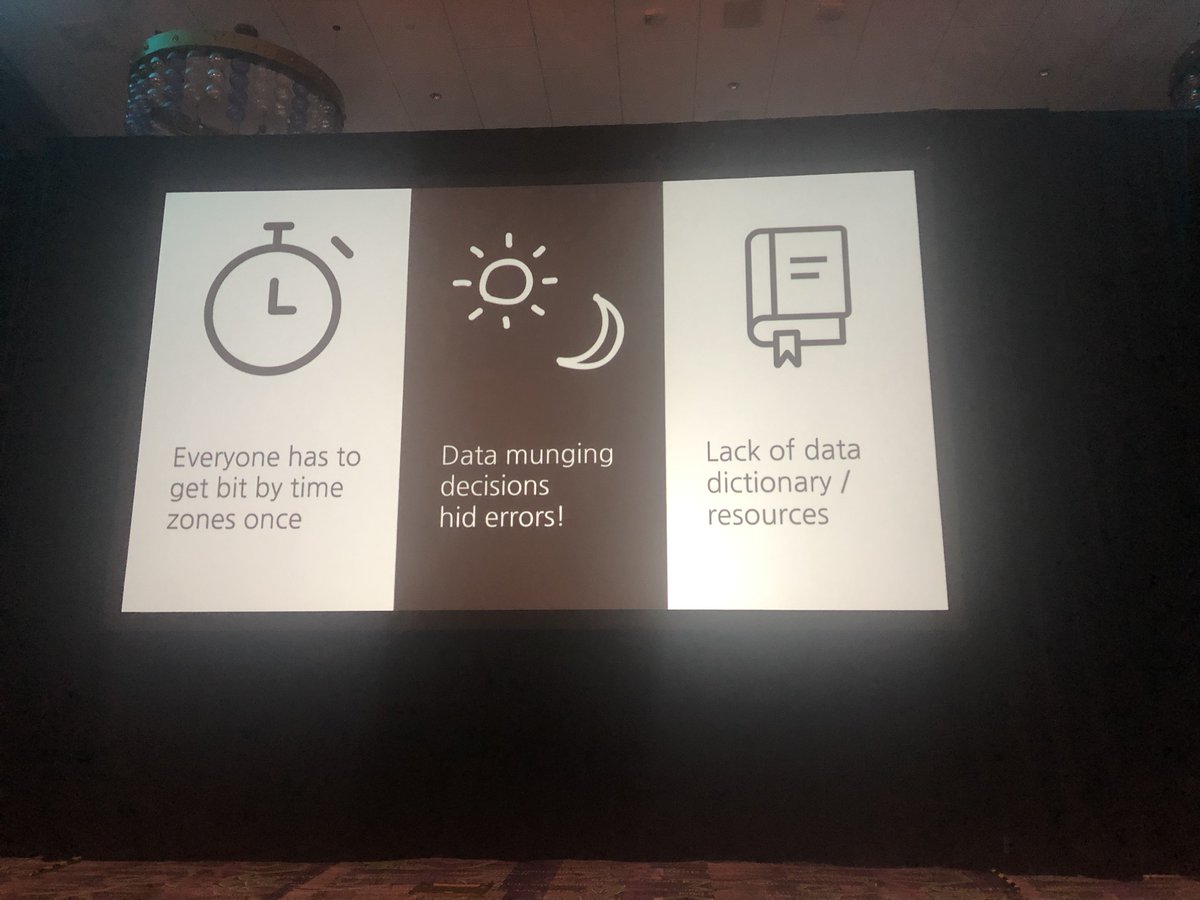 Everyone has to
get bit by time
zones once
Data munging
decisions
hid errors!
Lack of data
dictionary /
resources